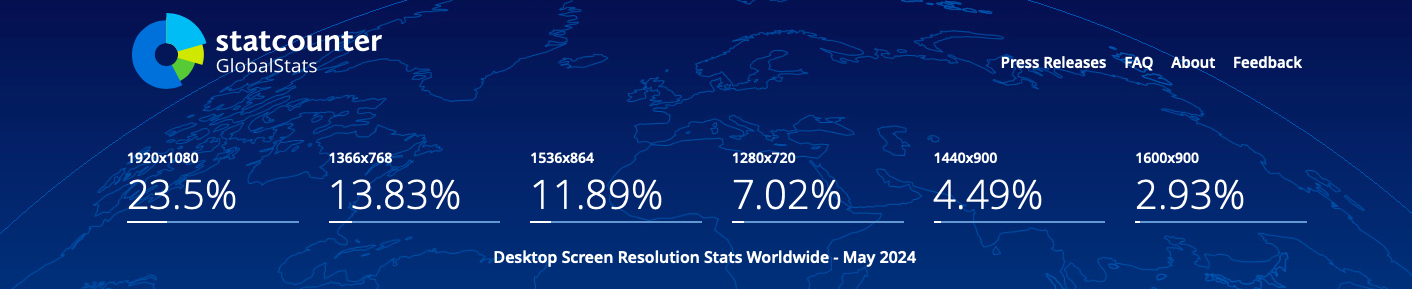 statcounter
GlobalStats
Press Releases FAQ About Feedback
1920x1080 1366x768 1536x864 1280x720 1440x900 1600x900
23.5% 13.83% 11.89% 7.02% 4.49% 2.93%
Desktop Screen Resolution Stats Worldwide - May 2024